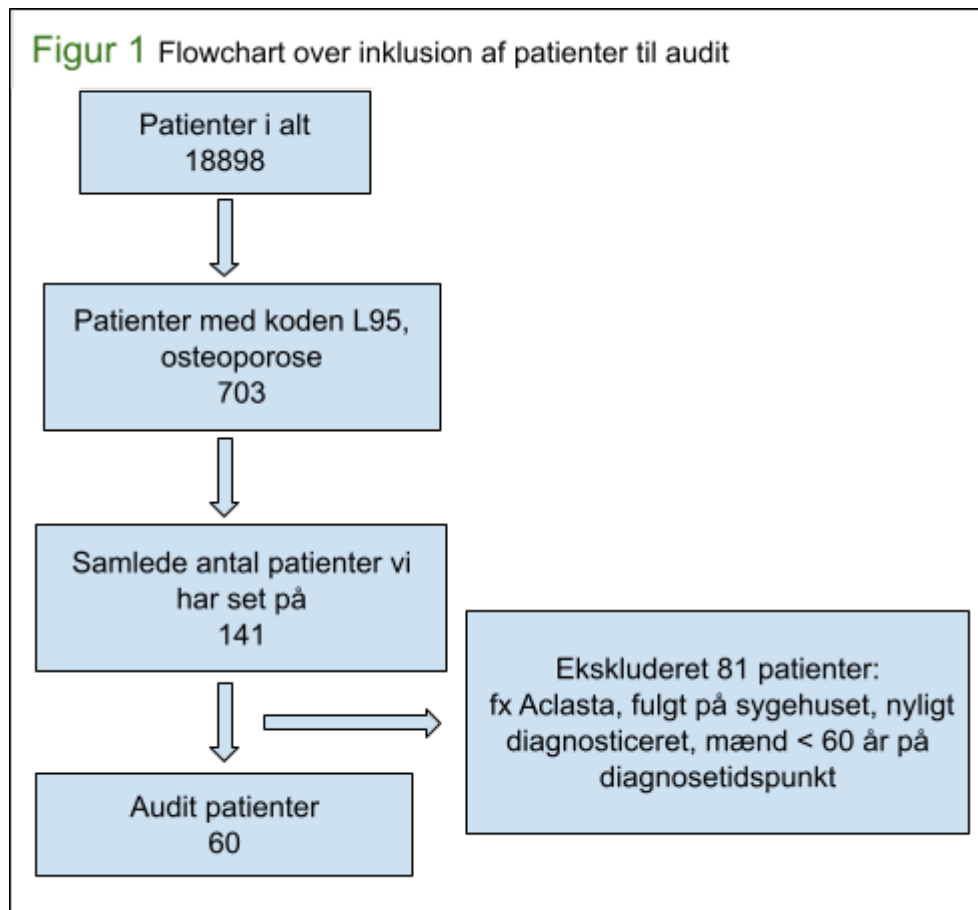 Figur 1 Flowchart over inklusion af patienter til audit
Patienter i alt
18898
Patienter med koden L95,
osteoporose
703
Samlede antal patienter vi
har set på
141
Ekskluderet 81 patienter:
fx Aclasta, fulgt på sygehuset, nyligt
diagnosticeret, mænd < 60 år på
diagnosetidspunkt
Audit patienter
60